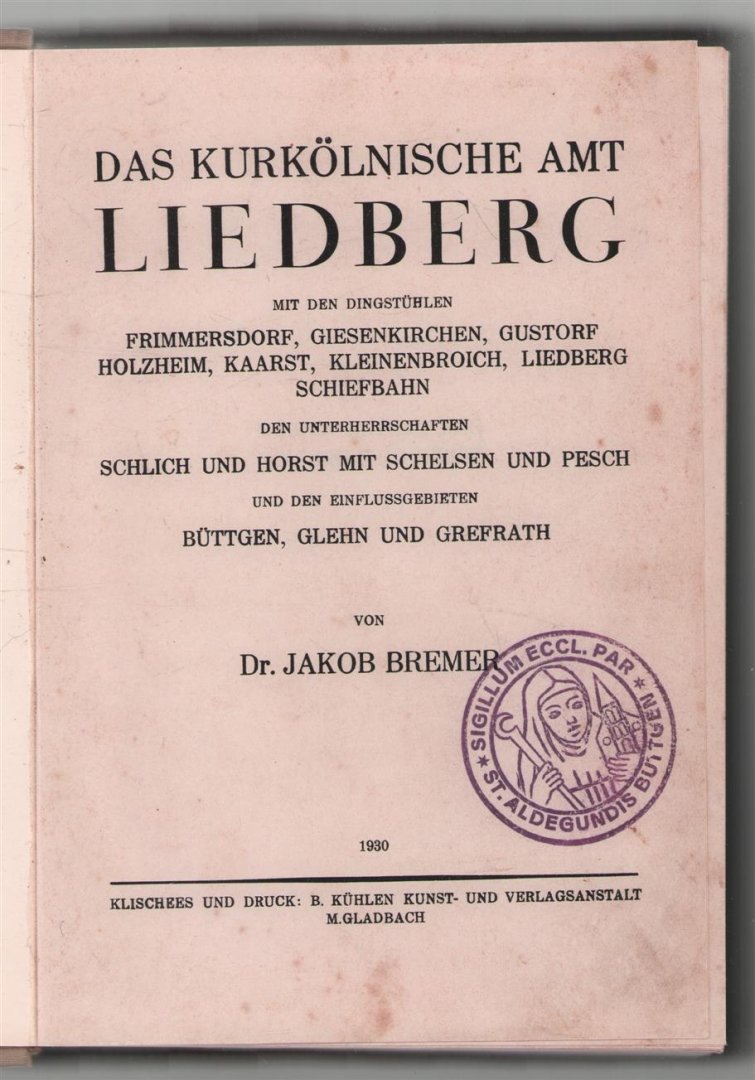 DAS KURKÖLNISCHE AMT
LIEDBERG
MIT DEN DINGSTÜHLEN
FRIMMERSDORF, GIESENKIRCHEN, GUSTORF
HOLZHEIM, KAARST, KLEINENBROICH, LIEDBERG
SCHIEFBAHN
DEN UNTERHERRSCHAFTEN
SCHLICH UND HORST MIT SCHELSEN UND PESCH
UND DEN EINFLUSSGEBIETEN
BÜTTGEN, GLEHN UND GREFRATH
VON
Dr. JAKOB BREMER
SIGILLUM ECCL. PAR
ST. ALDEGUNDIS BÜTTGEN
1930
KLISCHEES UND DRUCK: B. KÜHLEN KUNST- UND VERLAGSANSTALT
M.GLADBACH